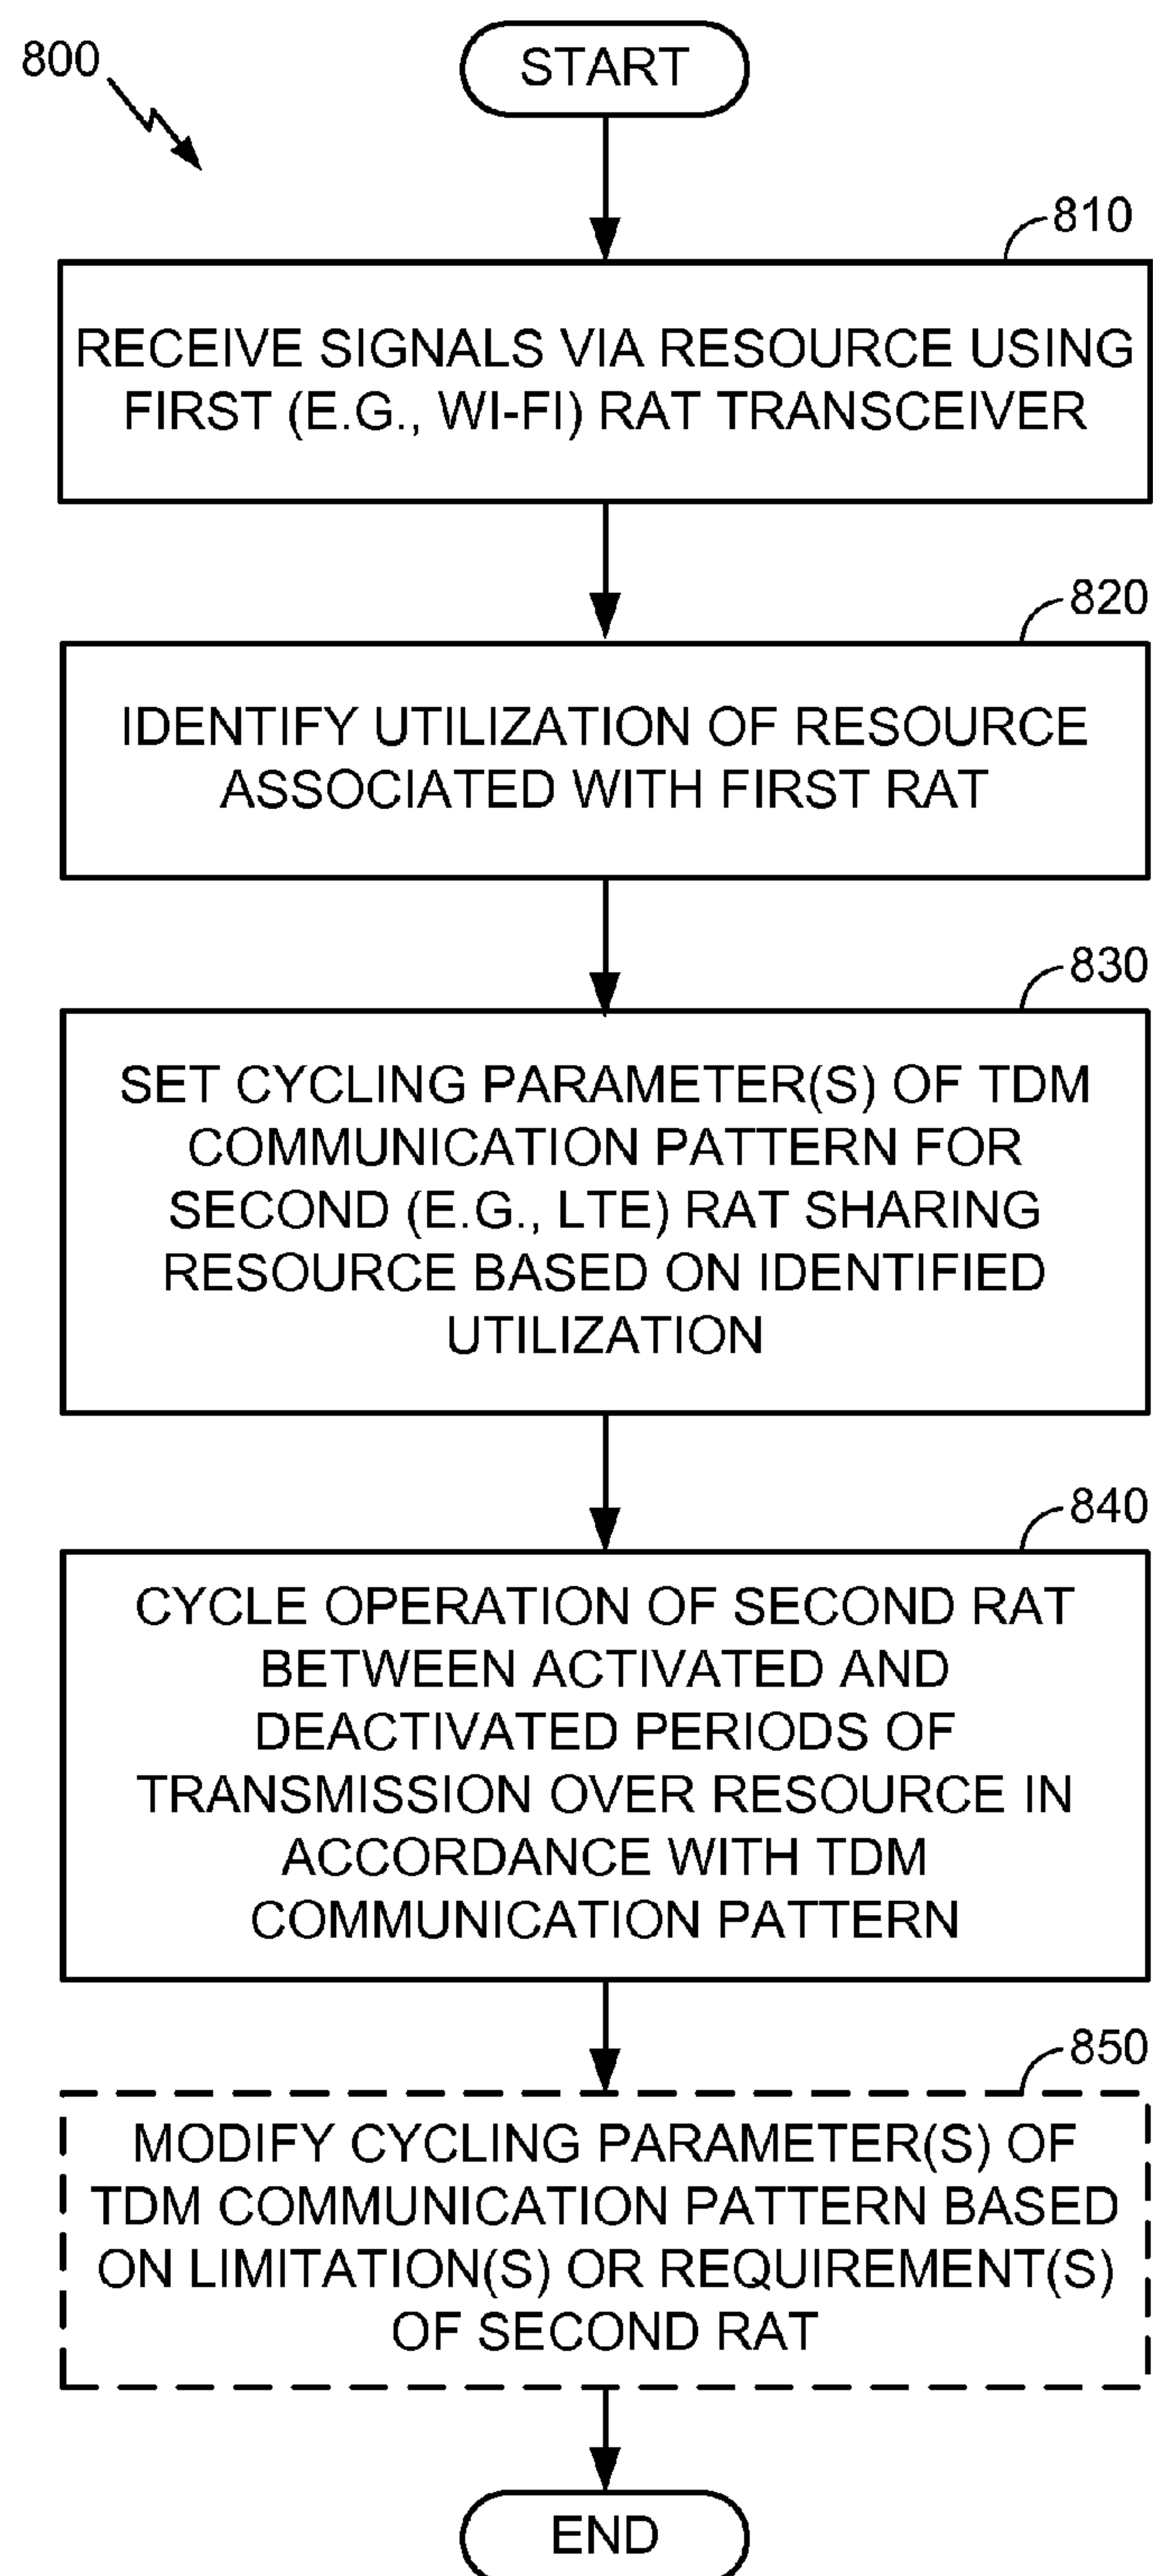 800
START
810
RECEIVE SIGNALS VIA RESOURCE USING
FIRST (E.G., WI-FI) RAT TRANSCEIVER
820
IDENTIFY UTILIZATION OF RESOURCE
ASSOCIATED WITH FIRST RAT
830
SET CYCLING PARAMETER(S) OF TDM
COMMUNICATION PATTERN FOR
SECOND (E.G., LTE) RAT SHARING
RESOURCE BASED ON IDENTIFIED
UTILIZATION
840
CYCLE OPERATION OF SECOND RAT
BETWEEN ACTIVATED AND
DEACTIVATED PERIODS OF
TRANSMISSION OVER RESOURCE IN
ACCORDANCE WITH TDM
COMMUNICATION PATTERN
850
MODIFY CYCLING PARAMETER(S) OF
TDM COMMUNICATION PATTERN BASED
ON LIMITATION(S) OR REQUIREMENT(S)
OF SECOND RAT
END